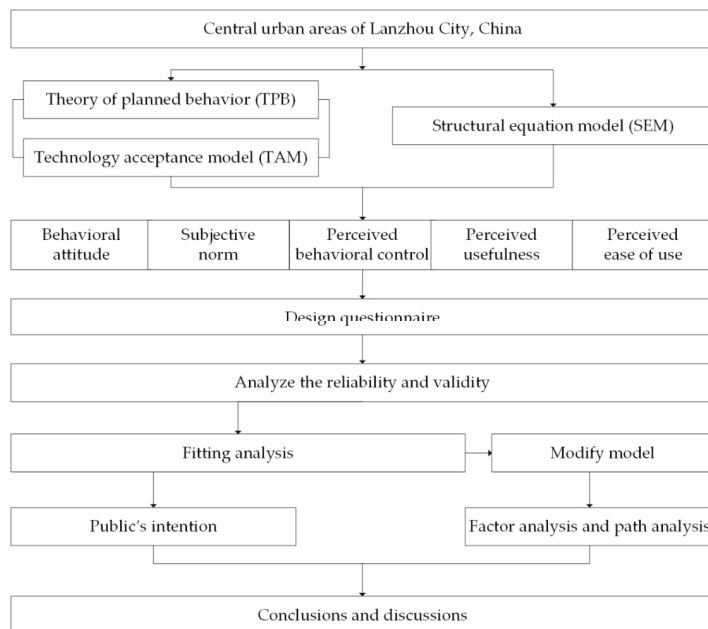 Central urban areas of Lanzhou City, China
Theory of planned behavior (TPB)
Structural equation model (SEM)
Technology acceptance model (TAM)
Behavioral
attitude
Subjective
norm
Perceived
behavioral control
Perceived
usefulness
Perceived
ease of use
Design questionnaire
Analyze the reliability and validity
Fitting analysis
Modify model
Public's intention
Factor analysis and path analysis
Conclusions and discussions